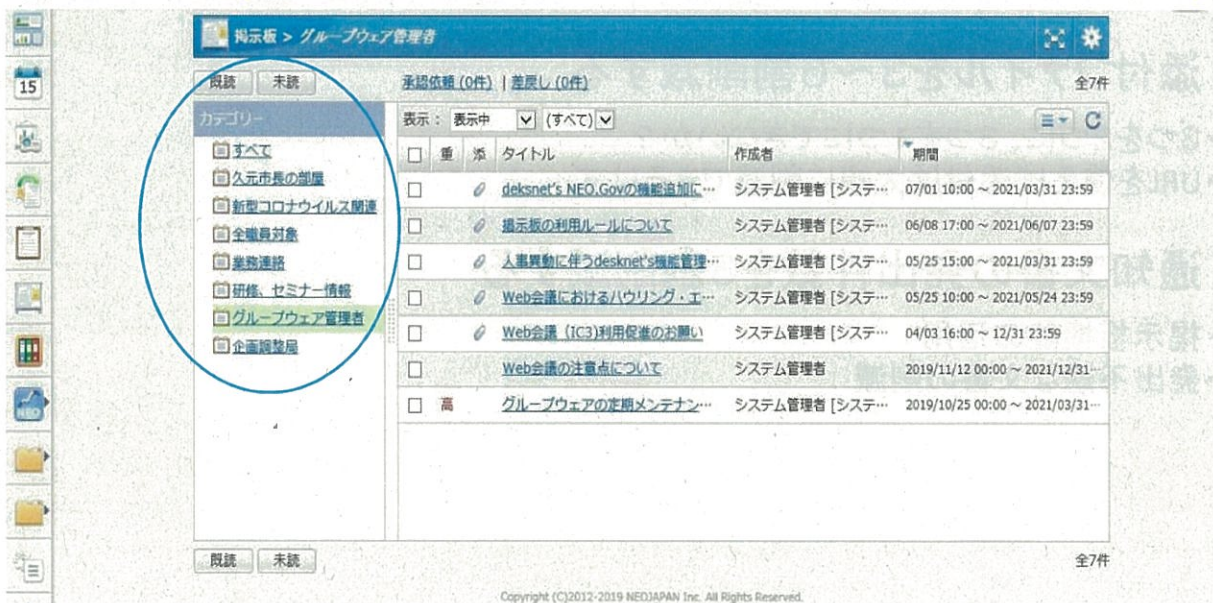 掲示板 > グループウェア管理者
15
既読 未読 承認依頼 (0件) | 差戻し (0件) 全7件
カテゴリー
すべて
久元市長の部屋
新型コロナウイルス関連
全職員対象
業務連絡
研修、セミナー情報
グループウェア管理者
企画調整局
表示： 表示中 (すべて)
重 添 タイトル 作成者 期間
deksnet's NEO.Govの機能追加に… システム管理者 [システ… 07/01 10:00 ～ 2021/03/31 23:59
掲示板の利用ルールについて システム管理者 [システ… 06/08 17:00 ～ 2021/06/07 23:59
人事異動に伴うdesknet's機能管理… システム管理者 [システ… 05/25 15:00 ～ 2021/03/31 23:59
Web会議におけるハウリング・エ… システム管理者 [システ… 05/25 10:00 ～ 2021/05/24 23:59
Web会議（IC3)利用促進のお願い システム管理者 [システ… 04/03 16:00 ～ 12/31 23:59
Web会議の注意点について システム管理者 2019/11/12 00:00 ～ 2021/12/31…
高 グループウェアの定期メンテナン… システム管理者 [システ… 2019/10/25 00:00 ～ 2021/03/31…
NEO
既読 未読 全7件
Copyright (C)2012-2019 NEOJAPAN Inc. All Rights Reserved.